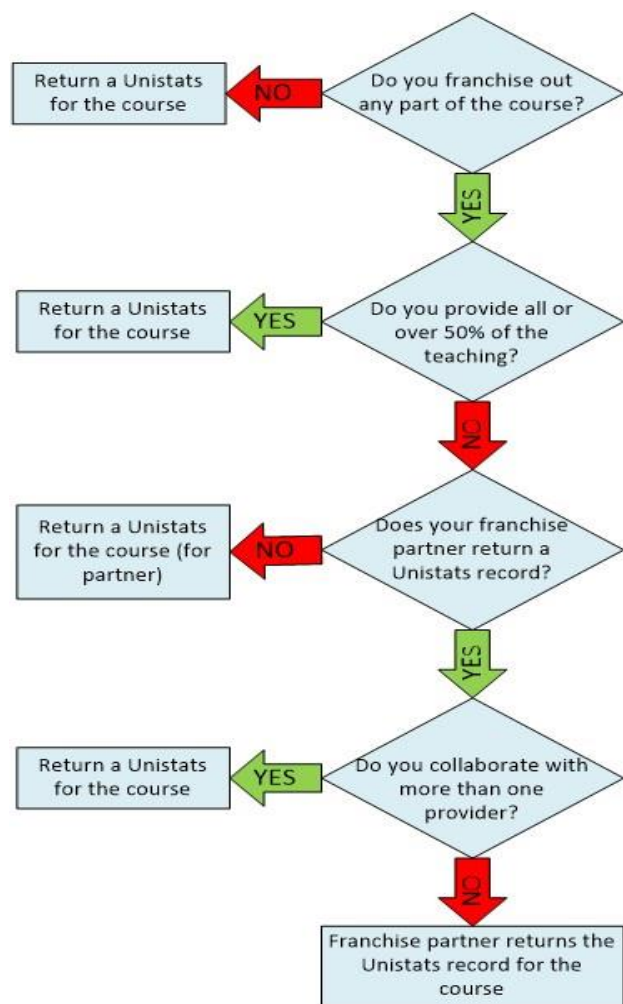 Return a Unistats
for the course
NO
Do you franchise out
any part of the course?
YES
Return a Unistats
for the course
YES
Do you provide all or
over 50% of the
teaching?
NO
Return a Unistats
for the course (for
partner)
NO
Does your franchise
partner return a
Unistats record?
YES
Return a Unistats
for the course
YES
Do you collaborate with
more than one
provider?
NO
Franchise partner returns the
Unistats record for the
course